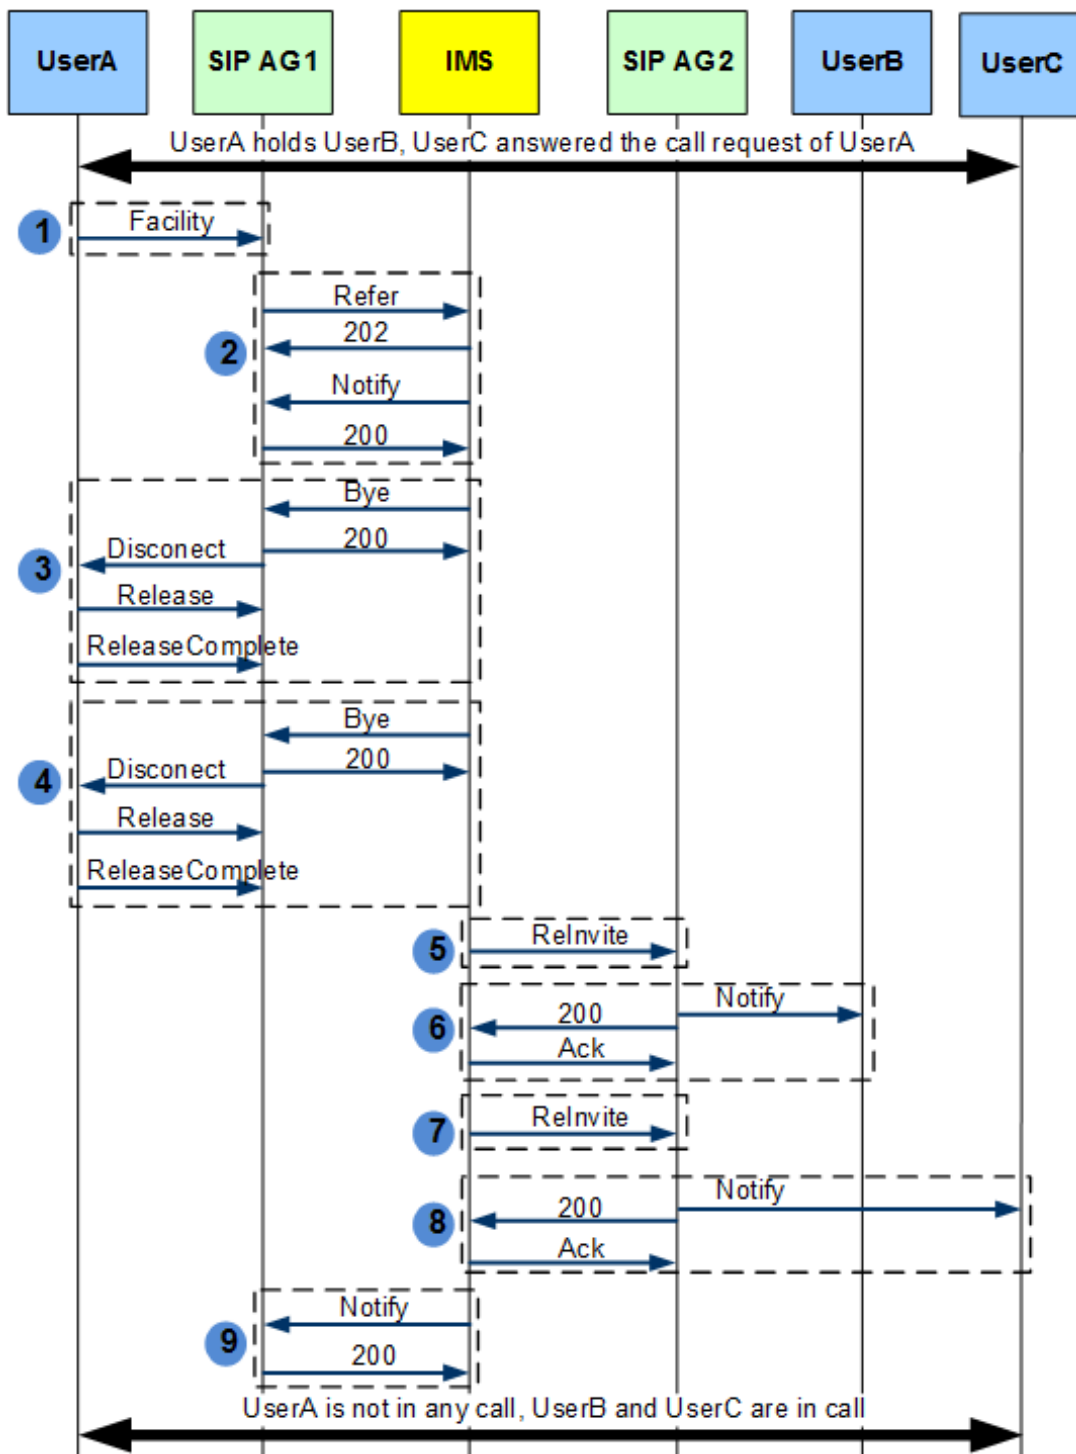 UserA
SIP AG1
IMS
SIP AG2
UserB
UserC
UserA holds UserB, UserC answered the call request of UserA
1
Facility
2
Refer
202
Notify
200
3
Bye
200
Disconect
Release
ReleaseComplete
4
Bye
200
Disconect
Release
ReleaseComplete
5
ReInvite
6
Notify
200
Ack
7
ReInvite
8
Notify
200
Ack
9
Notify
200
UserA is not in any call, UserB and UserC are in call